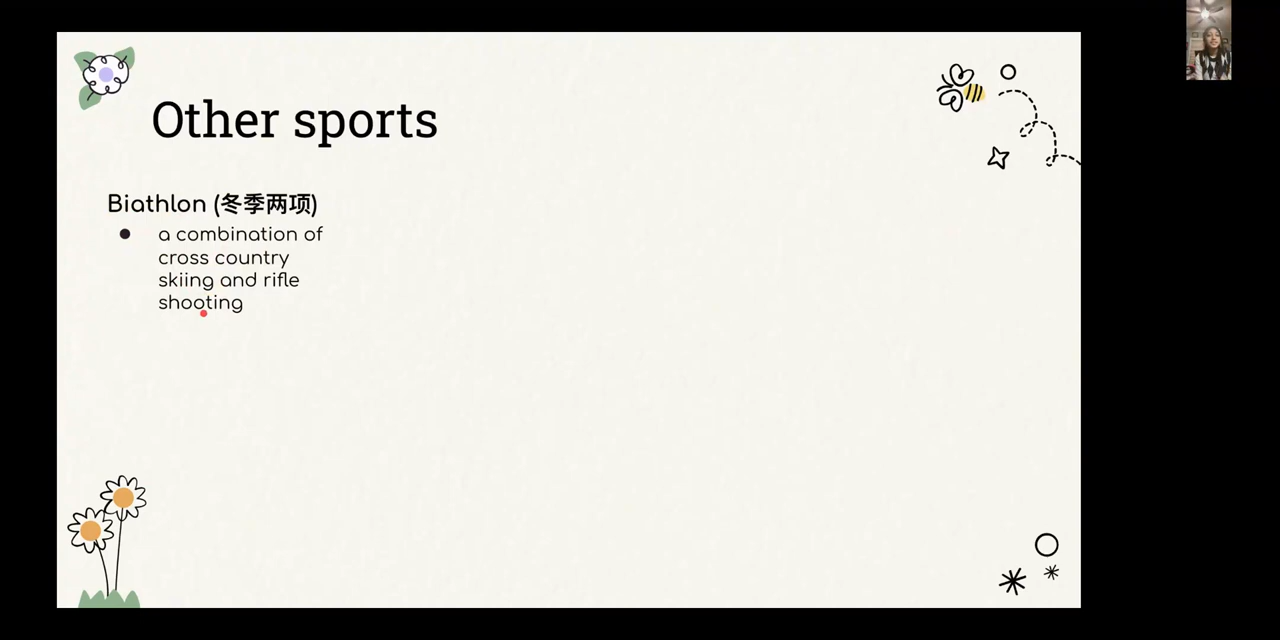 Other sports
Biathlon (冬季两项)
● a combination of
cross country
skiing and rifle
shooting